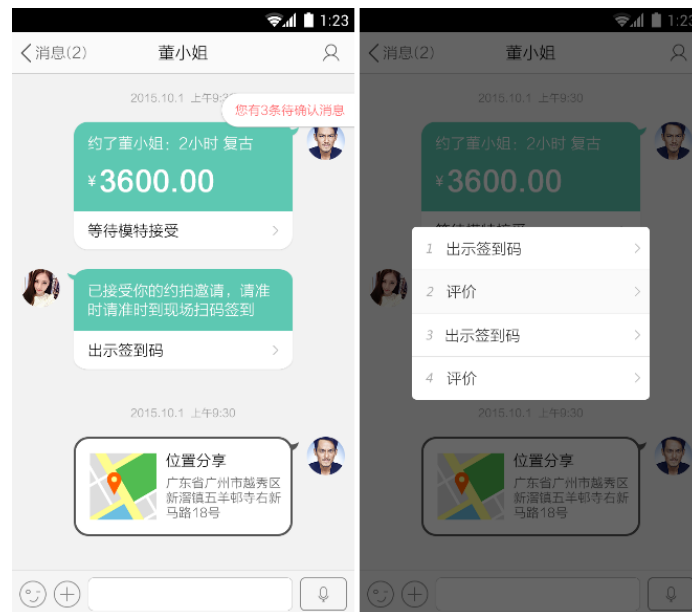 1:23
消息(2)
董小姐
2015.10.1 上午9:3
您有3条待确认消息
约了董小姐：2小时 复古
¥3600.00
等待模特接受
已接受你的约拍邀请，请准
时请准时到现场扫码签到
出示签到码
2015.10.1 上午9:30
位置分享
广东省广州市越秀区
新滘镇五羊邨寺右新
马路18号
1:23
消息(2)
董小姐
2015.10.1 上午9:30
约了董小姐：2小时 复古
¥3600.00
等待模特接受
1 出示签到码
2 评价
3 出示签到码
4 评价
2015.10.1 上午9:30
位置分享
广东省广州市越秀区
新滘镇五羊邨寺右新
马路18号